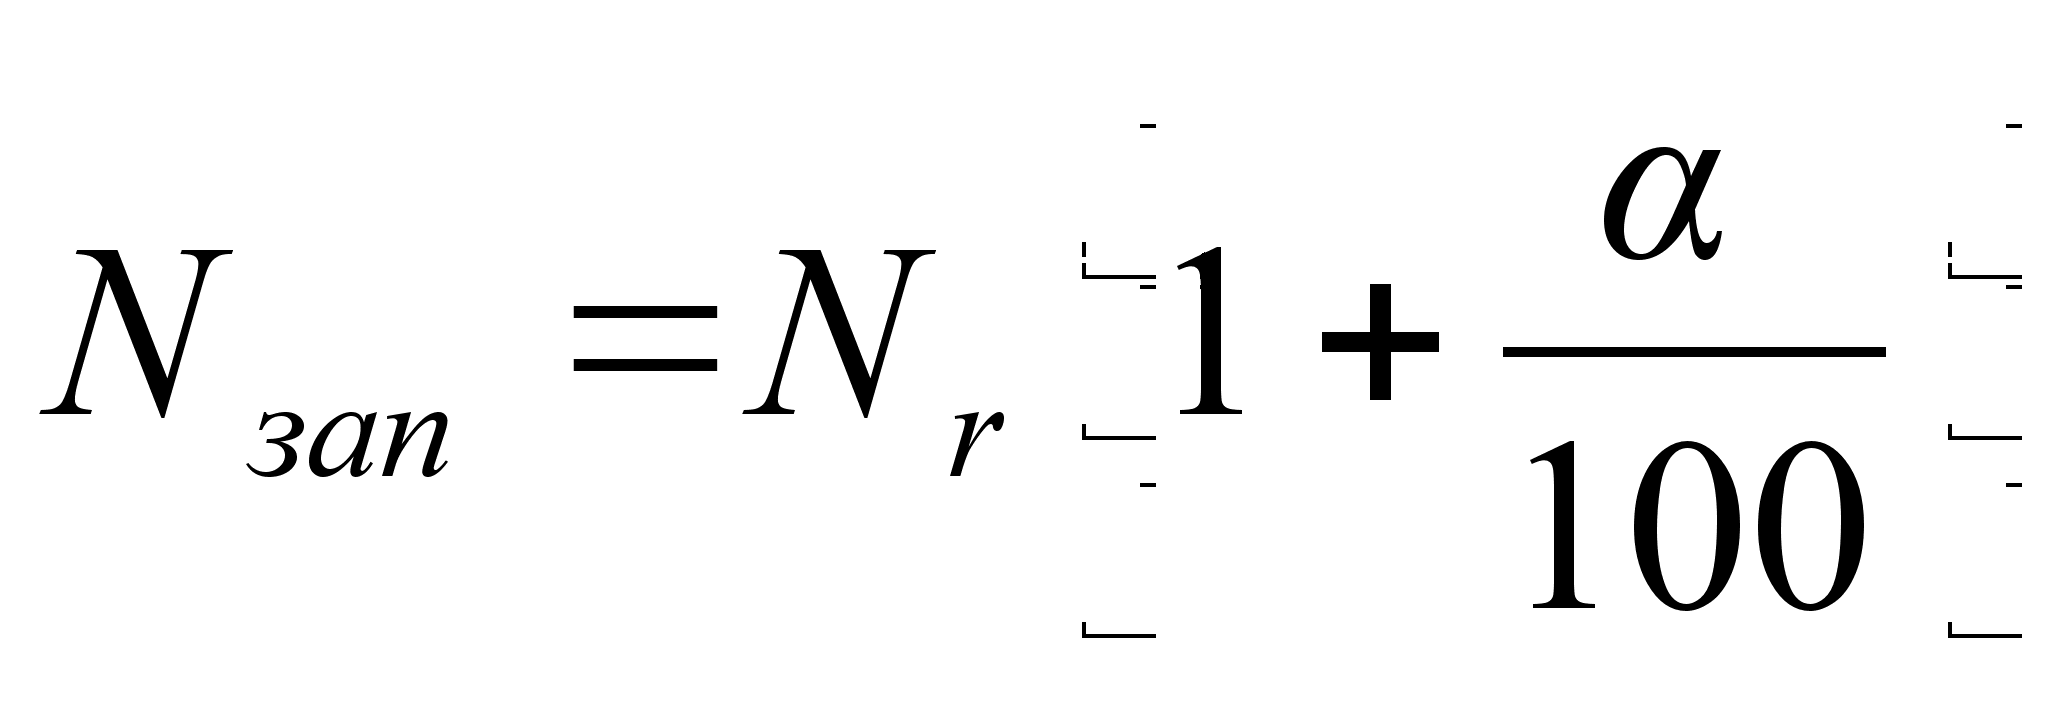 N зап = N r [1 + α/100]